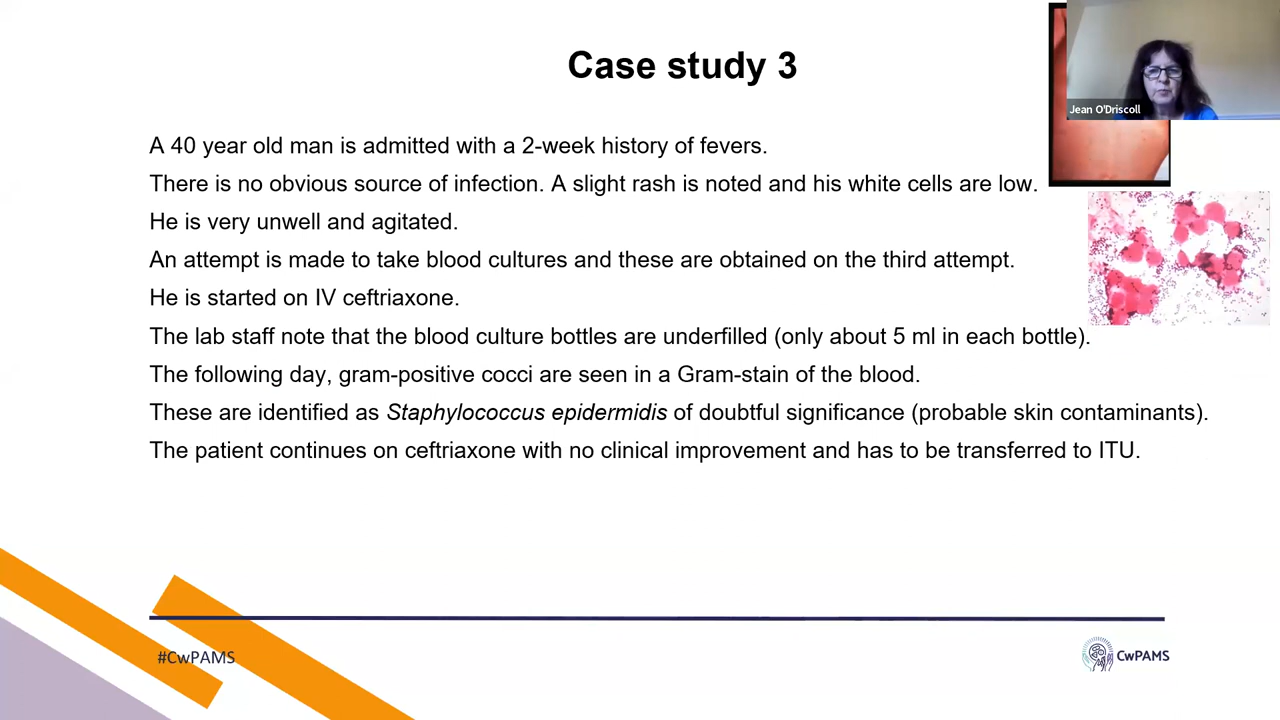 Case study 3
Jean O'Driscoll
A 40 year old man is admitted with a 2-week history of fevers.
There is no obvious source of infection. A slight rash is noted and his white cells are low.
He is very unwell and agitated.
An attempt is made to take blood cultures and these are obtained on the third attempt.
He is started on IV ceftriaxone.
The lab staff note that the blood culture bottles are underfilled (only about 5 ml in each bottle).
The following day, gram-positive cocci are seen in a Gram-stain of the blood.
These are identified as Staphylococcus epidermidis of doubtful significance (probable skin contaminants).
The patient continues on ceftriaxone with no clinical improvement and has to be transferred to ITU.
#CwPAMS
CwPAMS